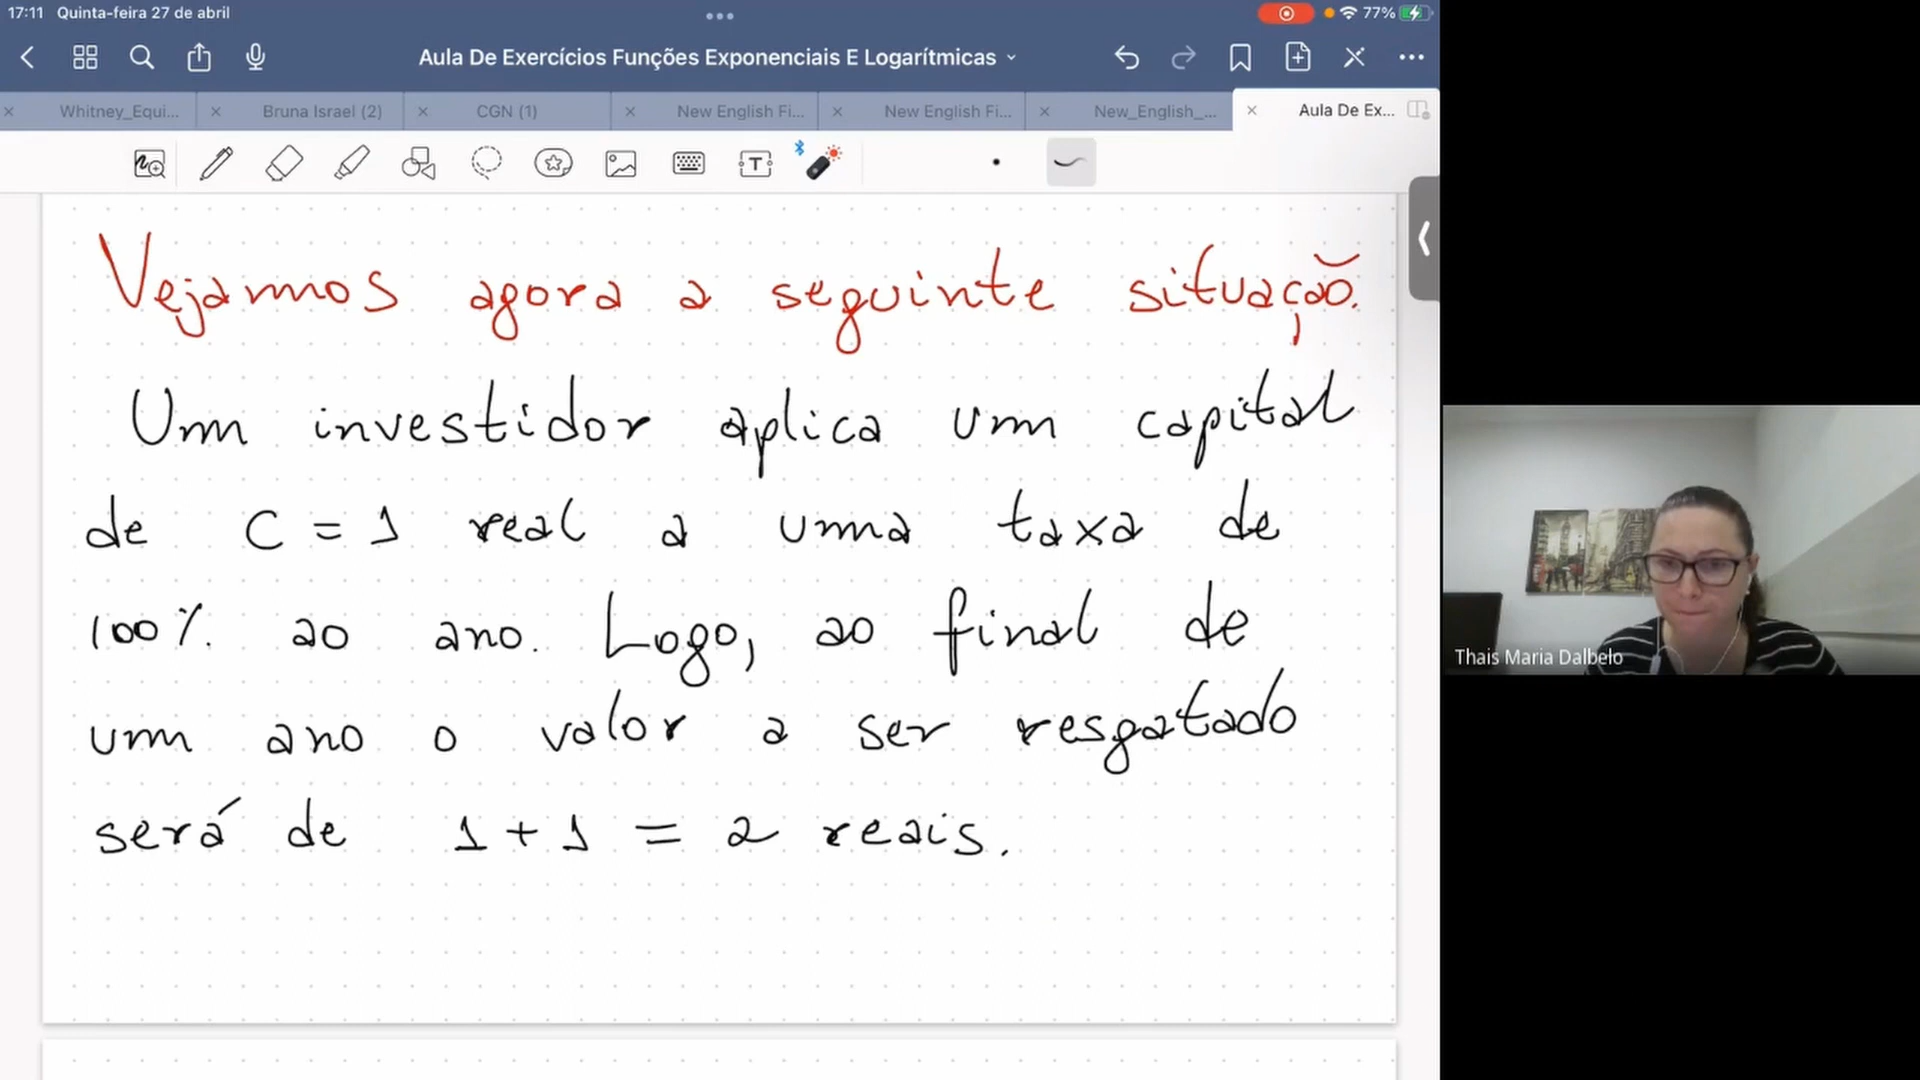 17:11 Quinta-feira 27 de abril
77%
Aula De Exercícios Funções Exponenciais E Logarítmicas
Whitney_Equi...
Bruna Israel (2)
CGN (1)
New English Fi...
New English Fi...
New_English_...
Aula De Ex...
Vejamos agora a seguinte situação.
Um investidor aplica um capital
de C = 1 real a uma taxa de
100%. ao ano. Logo, ao final de
um ano o valor a ser resgatado
será de 1 + 1 = 2 reais.
Thais Maria Dalbelo